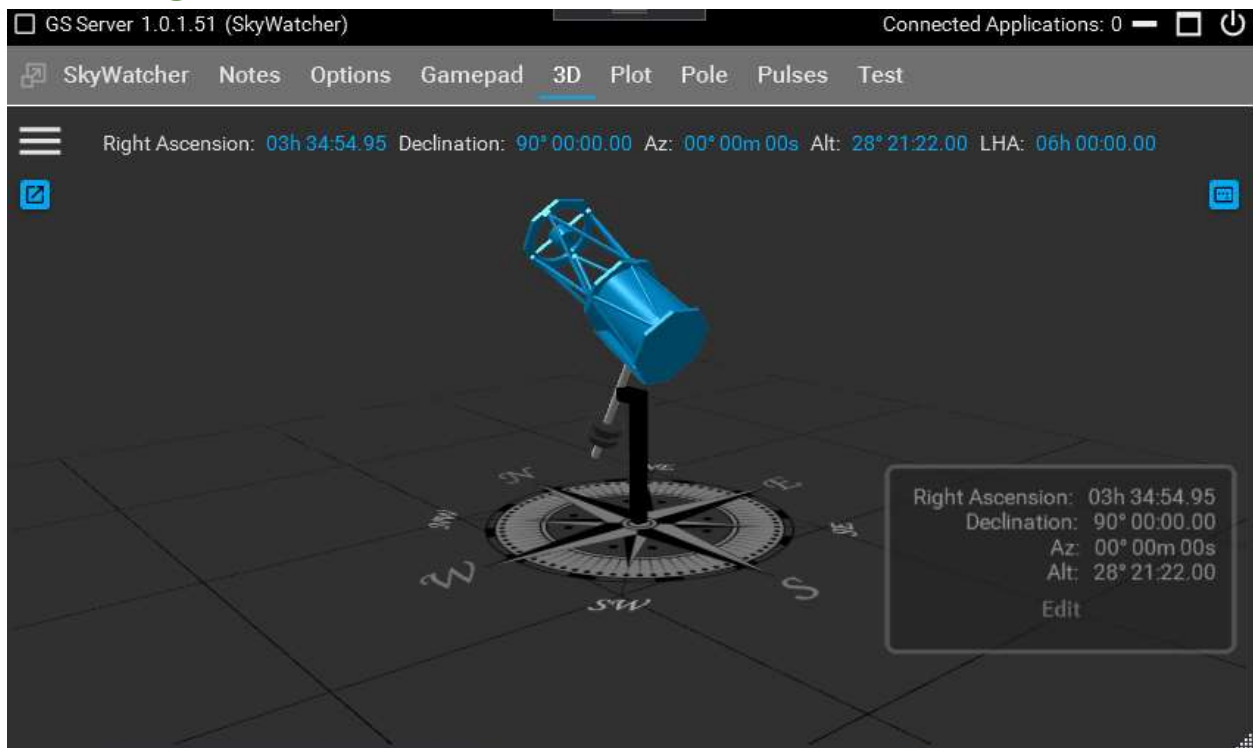 GS Server 1.0.1.51 (SkyWatcher) Connected Applications: 0
SkyWatcher Notes Options Gamepad 3D Plot Pole Pulses Test
Right Ascension: 03h 34:54.95 Declination: 90° 00:00.00 Az: 00° 00m 00s Alt: 28° 21:22.00 LHA: 06h 00:00.00
N NE E
NW SE
W S
SW
Right Ascension: 03h 34:54.95
Declination: 90° 00:00.00
Az: 00° 00m 00s
Alt: 28° 21:22.00
Edit